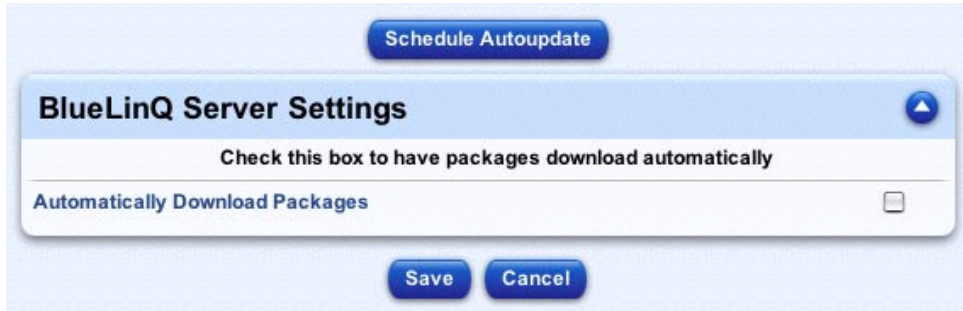 Schedule Autoupdate
BlueLinQ Server Settings
Check this box to have packages download automatically
Automatically Download Packages
Save Cancel